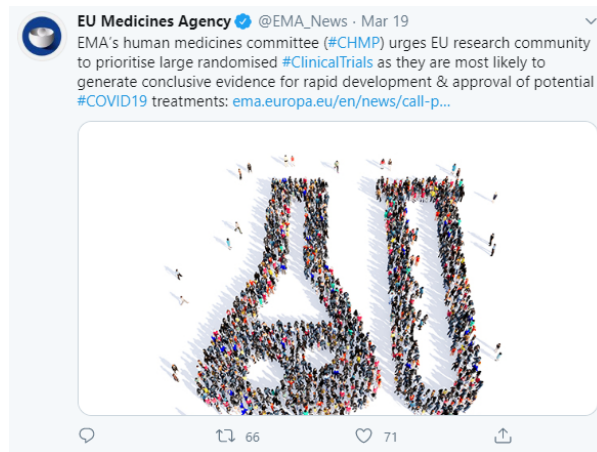 EU Medicines Agency @EMA_News · Mar 19
EMA's human medicines committee (#CHMP) urges EU research community
to prioritise large randomised #ClinicalTrials as they are most likely to
generate conclusive evidence for rapid development & approval of potential
#COVID19 treatments: ema.europa.eu/en/news/call-p...
66 71